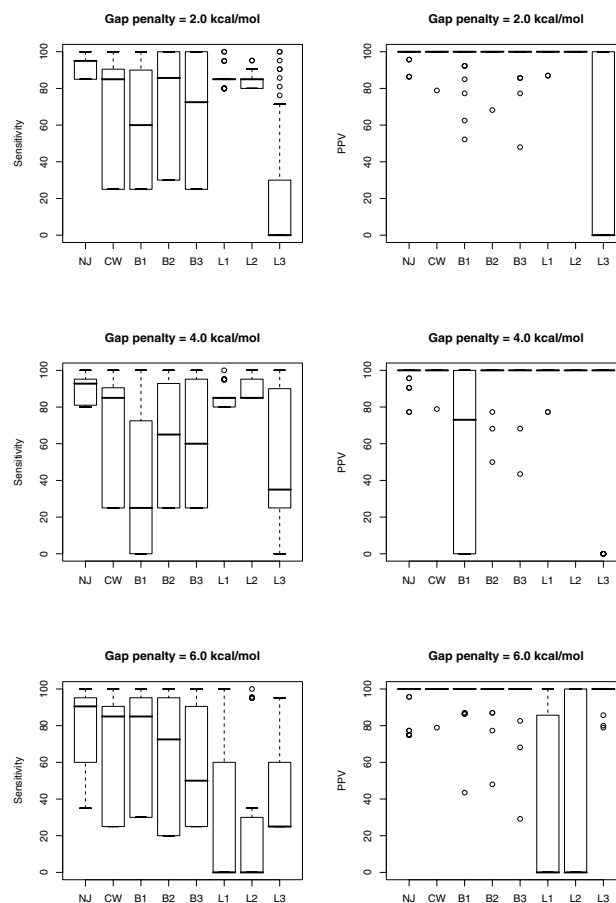 Gap penalty = 2.0 kcal/mol
Sensitivity
0 20 40 60 80 100
NJ CW B1 B2 B3 L1 L2 L3
Gap penalty = 2.0 kcal/mol
PPV
0 20 40 60 80 100
NJ CW B1 B2 B3 L1 L2 L3
Gap penalty = 4.0 kcal/mol
Sensitivity
0 20 40 60 80 100
NJ CW B1 B2 B3 L1 L2 L3
Gap penalty = 4.0 kcal/mol
PPV
0 20 40 60 80 100
NJ CW B1 B2 B3 L1 L2 L3
Gap penalty = 6.0 kcal/mol
Sensitivity
0 20 40 60 80 100
NJ CW B1 B2 B3 L1 L2 L3
Gap penalty = 6.0 kcal/mol
PPV
0 20 40 60 80 100
NJ CW B1 B2 B3 L1 L2 L3